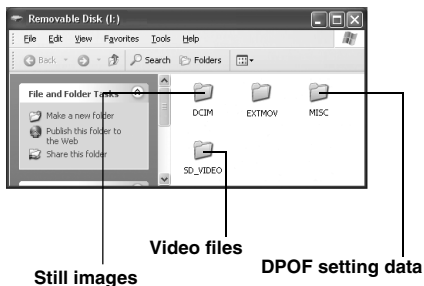 Removable Disk (I:)
File Edit View Favorites Tools Help
Back Search Folders
File and Folder Tasks
Make a new folder
Publish this folder to
the Web
Share this folder
DCIM EXTMOV MISC
SD_VIDEO
Video files
DPOF setting data
Still images